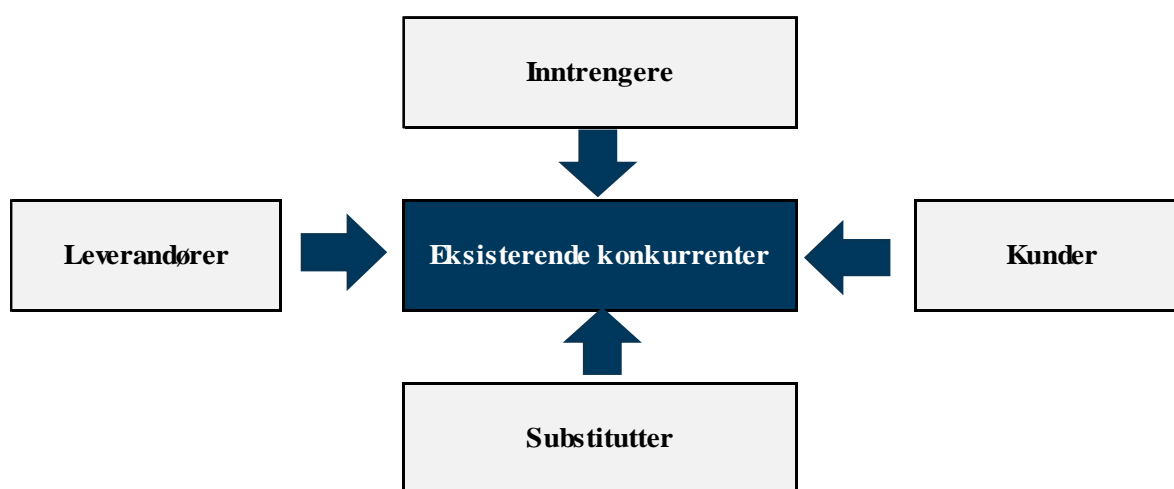 Inntrengere
Leverandører
Eksisterende konkurrenter
Kunder
Substitutter